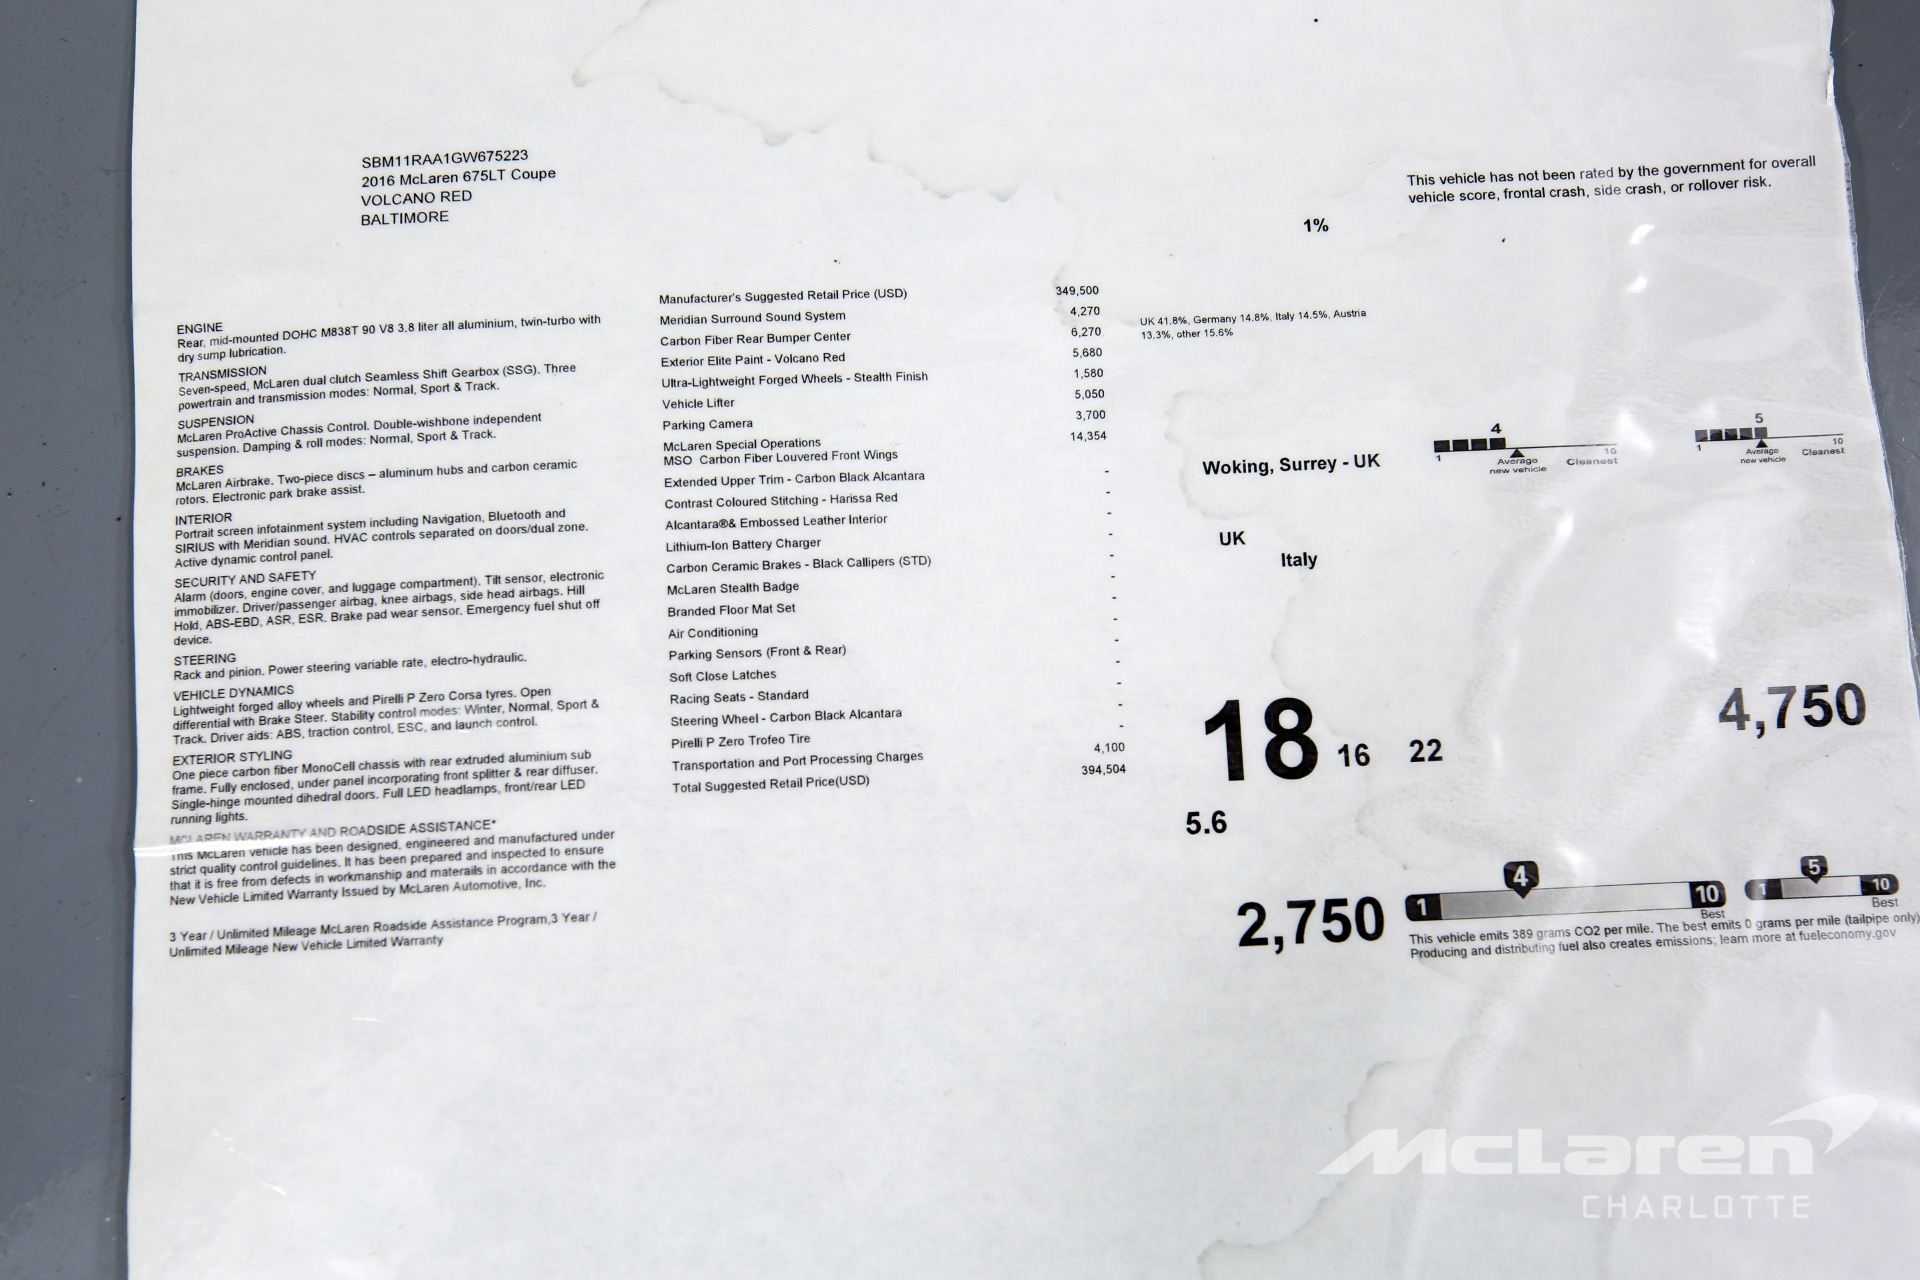 SBM11RAA1GW675223
2016 McLaren 675LT Coupe
VOLCANO RED
BALTIMORE
ENGINE
Rear, mid-mounted DOHC M838T 90 V8 3.8 liter all aluminium, twin-turbo with
dry sump lubrication.
TRANSMISSION
Seven-speed, McLaren dual clutch Seamless Shift Gearbox (SSG). Three
powertrain and transmission modes: Normal, Sport & Track.
SUSPENSION
McLaren ProActive Chassis Control. Double-wishbone independent
suspension. Damping & roll modes: Normal, Sport & Track.
BRAKES
McLaren Airbrake. Two-piece discs – aluminum hubs and carbon ceramic
rotors. Electronic park brake assist.
INTERIOR
Portrait screen infotainment system including Navigation, Bluetooth and
SIRIUS with Meridian sound. HVAC controls separated on doors/dual zone.
Active dynamic control panel.
SECURITY AND SAFETY
Alarm (doors, engine cover, and luggage compartment). Tilt sensor, electronic
immobilizer. Driver/passenger airbag, knee airbags, side head airbags. Hill
Hold, ABS-EBD, ASR, ESR. Brake pad wear sensor. Emergency fuel shut off
device.
STEERING
Rack and pinion. Power steering variable rate, electro-hydraulic.
VEHICLE DYNAMICS
Lightweight forged alloy wheels and Pirelli P Zero Corsa tyres. Open
differential with Brake Steer. Stability control modes: Winter, Normal, Sport &
Track. Driver aids: ABS, traction control, ESC, and launch control.
EXTERIOR STYLING
One piece carbon fiber MonoCell chassis with rear extruded aluminium sub
frame. Fully enclosed, under panel incorporating front splitter & rear diffuser.
Single-hinge mounted dihedral doors. Full LED headlamps, front/rear LED
running lights.
MCLAREN WARRANTY AND ROADSIDE ASSISTANCE*
This McLaren vehicle has been designed, engineered and manufactured under
strict quality control guidelines. It has been prepared and inspected to ensure
that it is free from defects in workmanship and materails in accordance with the
New Vehicle Limited Warranty Issued by McLaren Automotive, Inc.
3 Year / Unlimited Mileage McLaren Roadside Assistance Program,3 Year /
Unlimited Mileage New Vehicle Limited Warranty
Manufacturer's Suggested Retail Price (USD) 349,500
Meridian Surround Sound System 4,270
Carbon Fiber Rear Bumper Center 6,270
Exterior Elite Paint - Volcano Red 5,680
Ultra-Lightweight Forged Wheels - Stealth Finish 1,580
Vehicle Lifter 5,050
Parking Camera 3,700
McLaren Special Operations 14,354
MSO Carbon Fiber Louvered Front Wings
Extended Upper Trim - Carbon Black Alcantara -
Contrast Coloured Stitching - Harissa Red -
Alcantara®& Embossed Leather Interior -
Lithium-Ion Battery Charger -
Carbon Ceramic Brakes - Black Callipers (STD) -
McLaren Stealth Badge -
Branded Floor Mat Set -
Air Conditioning -
Parking Sensors (Front & Rear) -
Soft Close Latches -
Racing Seats - Standard -
Steering Wheel - Carbon Black Alcantara -
Pirelli P Zero Trofeo Tire -
Transportation and Port Processing Charges 4,100
Total Suggested Retail Price(USD) 394,504
1%
UK 41.8%, Germany 14.8%, Italy 14.5%, Austria
13.3%, other 15.6%
Woking, Surrey - UK
UK
Italy
This vehicle has not been rated by the government for overall
vehicle score, frontal crash, side crash, or rollover risk.
4
1 10
Average
new vehicle
Cleanest
5
1 10
Average
new vehicle
Cleanest
18 16 22
4,750
5.6
2,750
4
1 10
Best
5
1 10
Best
This vehicle emits 389 grams CO2 per mile. The best emits 0 grams per mile (tailpipe only)
Producing and distributing fuel also creates emissions; learn more at fueleconomy.gov
McLaren
CHARLOTTE